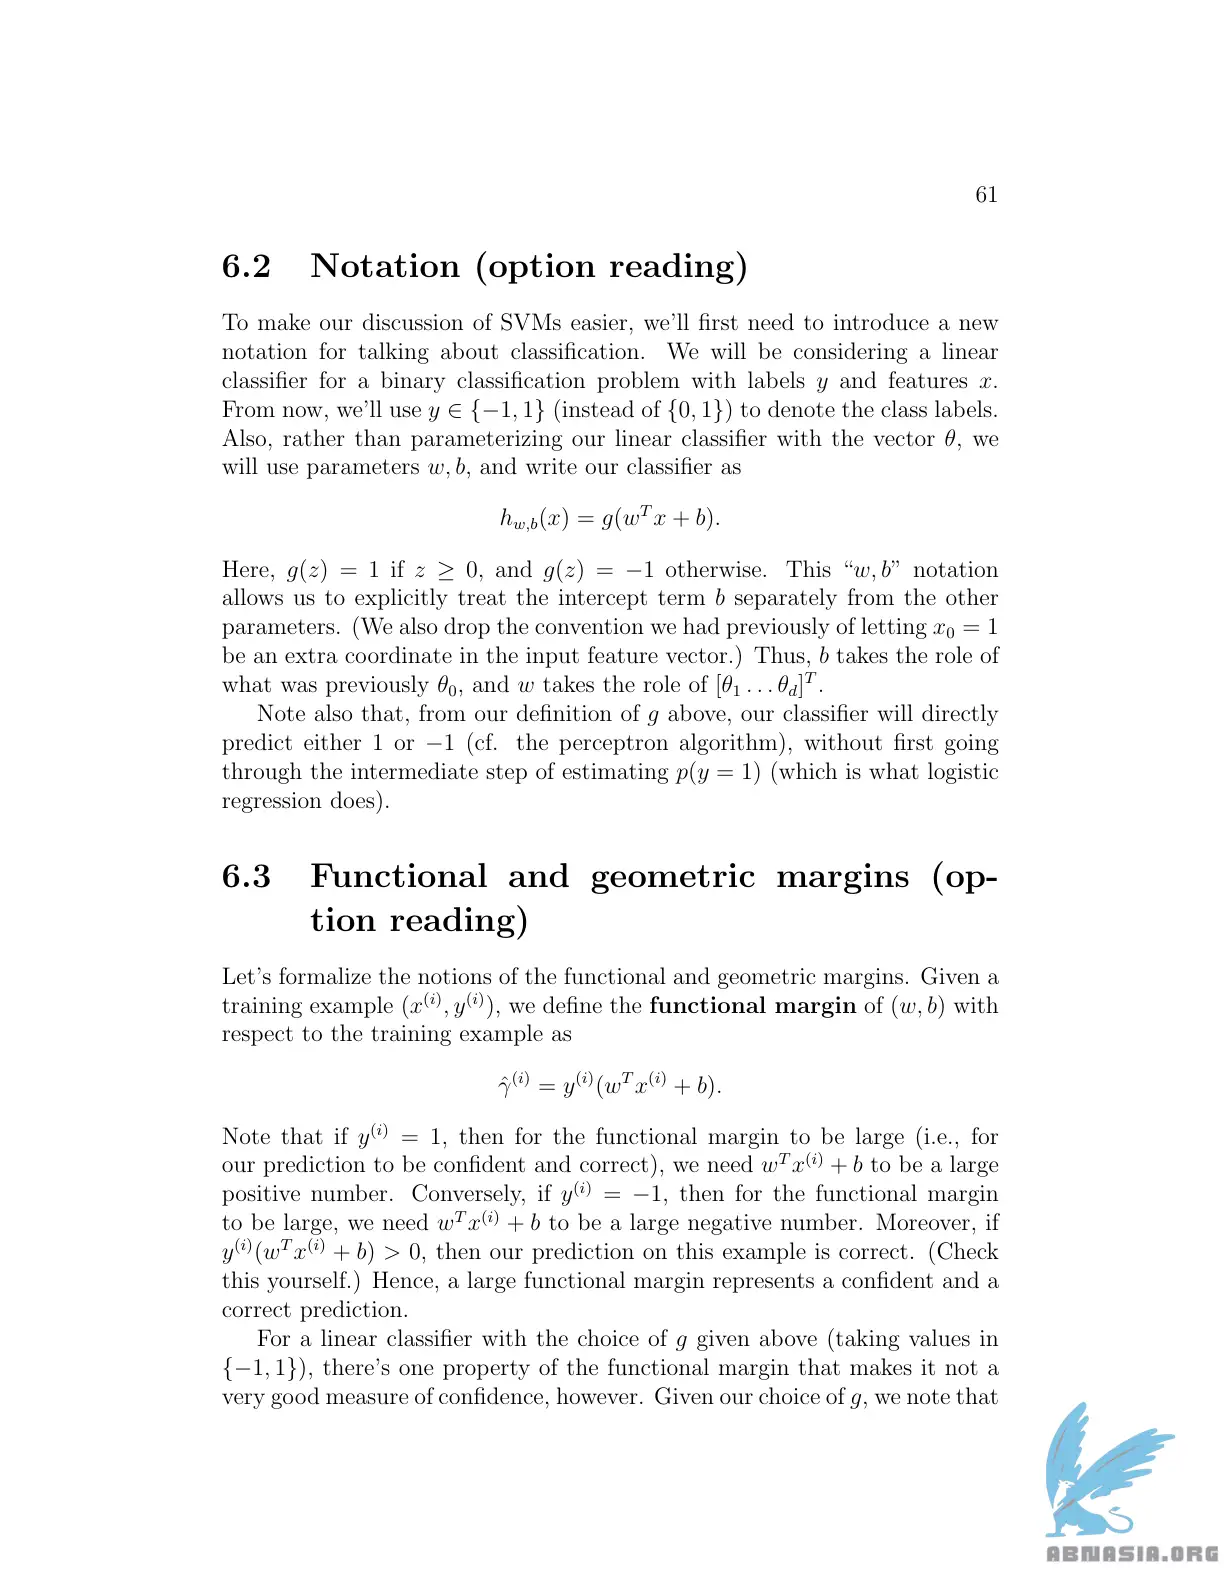 61
6.2 Notation (option reading)
To make our discussion of SVMs easier, we'll first need to introduce a new
notation for talking about classification. We will be considering a linear
classifier for a binary classification problem with labels y and features x.
From now, we'll use y ∈ {−1, 1} (instead of {0, 1}) to denote the class labels.
Also, rather than parameterizing our linear classifier with the vector θ, we
will use parameters w, b, and write our classifier as
h_{w,b}(x) = g(w^T x + b).
Here, g(z) = 1 if z ≥ 0, and g(z) = −1 otherwise. This “w, b” notation
allows us to explicitly treat the intercept term b separately from the other
parameters. (We also drop the convention we had previously of letting x_0 = 1
be an extra coordinate in the input feature vector.) Thus, b takes the role of
what was previously θ_0, and w takes the role of [θ_1 . . . θ_d]^T.
Note also that, from our definition of g above, our classifier will directly
predict either 1 or −1 (cf. the perceptron algorithm), without first going
through the intermediate step of estimating p(y = 1) (which is what logistic
regression does).
6.3 Functional and geometric margins (op-
tion reading)
Let's formalize the notions of the functional and geometric margins. Given a
training example (x^{(i)}, y^{(i)}), we define the functional margin of (w, b) with
respect to the training example as
γ̂^{(i)} = y^{(i)}(w^T x^{(i)} + b).
Note that if y^{(i)} = 1, then for the functional margin to be large (i.e., for
our prediction to be confident and correct), we need w^T x^{(i)} + b to be a large
positive number. Conversely, if y^{(i)} = −1, then for the functional margin
to be large, we need w^T x^{(i)} + b to be a large negative number. Moreover, if
y^{(i)}(w^T x^{(i)} + b) > 0, then our prediction on this example is correct. (Check
this yourself.) Hence, a large functional margin represents a confident and a
correct prediction.
For a linear classifier with the choice of g given above (taking values in
{−1, 1}), there's one property of the functional margin that makes it not a
very good measure of confidence, however. Given our choice of g, we note that
ABNASIA.ORG